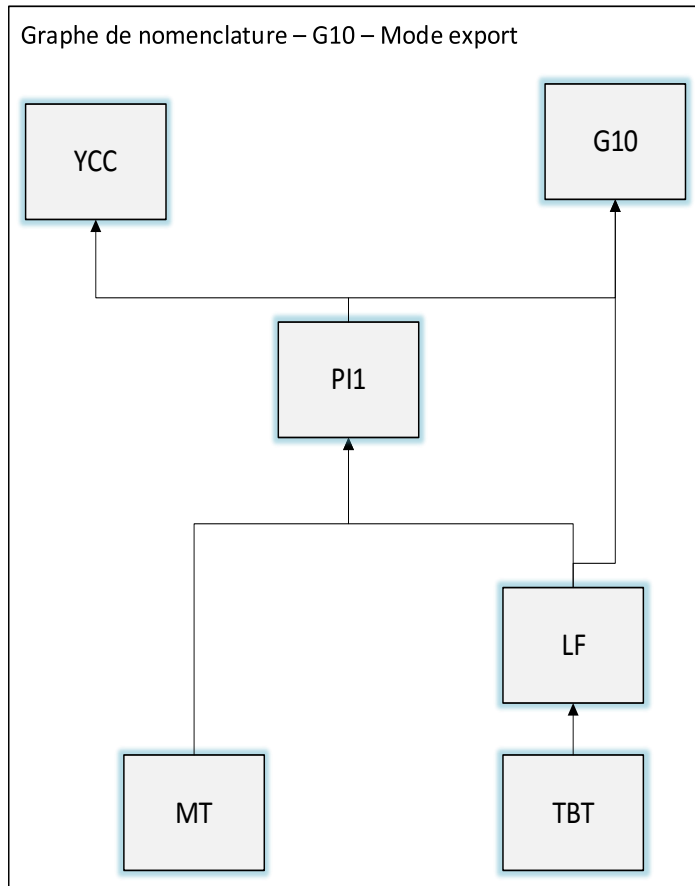 Graphe de nomenclature – G10 – Mode export
YCC
G10
PI1
LF
MT
TBT